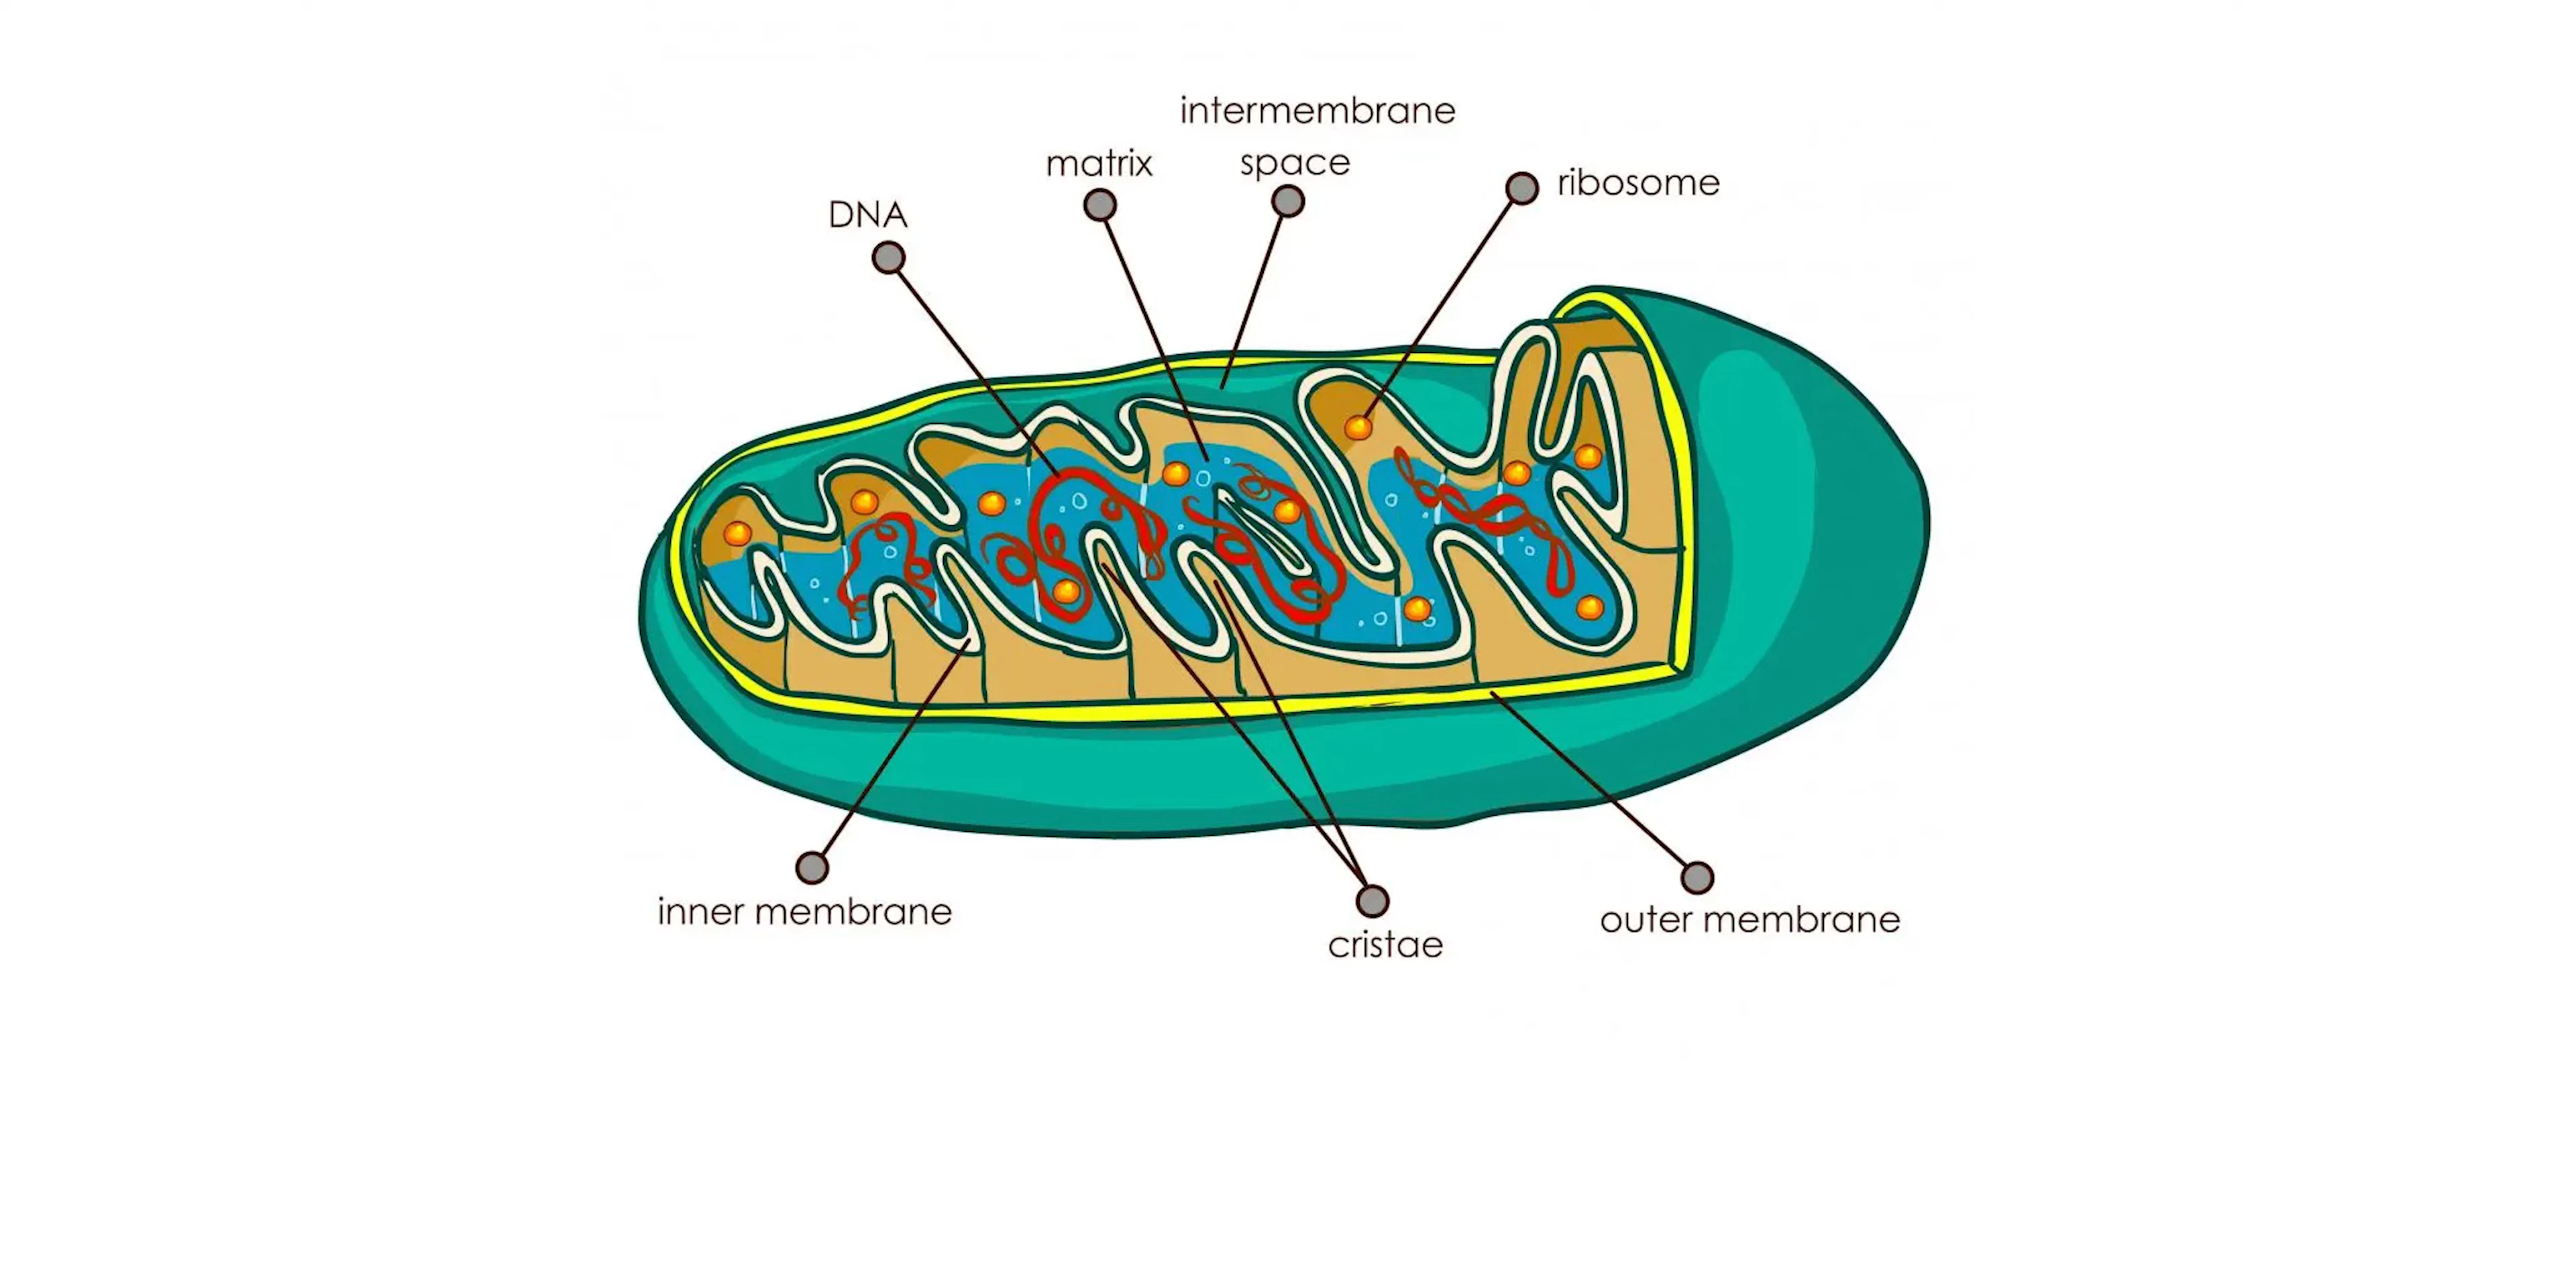 intermembrane
space
matrix
ribosome
DNA
inner membrane
cristae
outer membrane